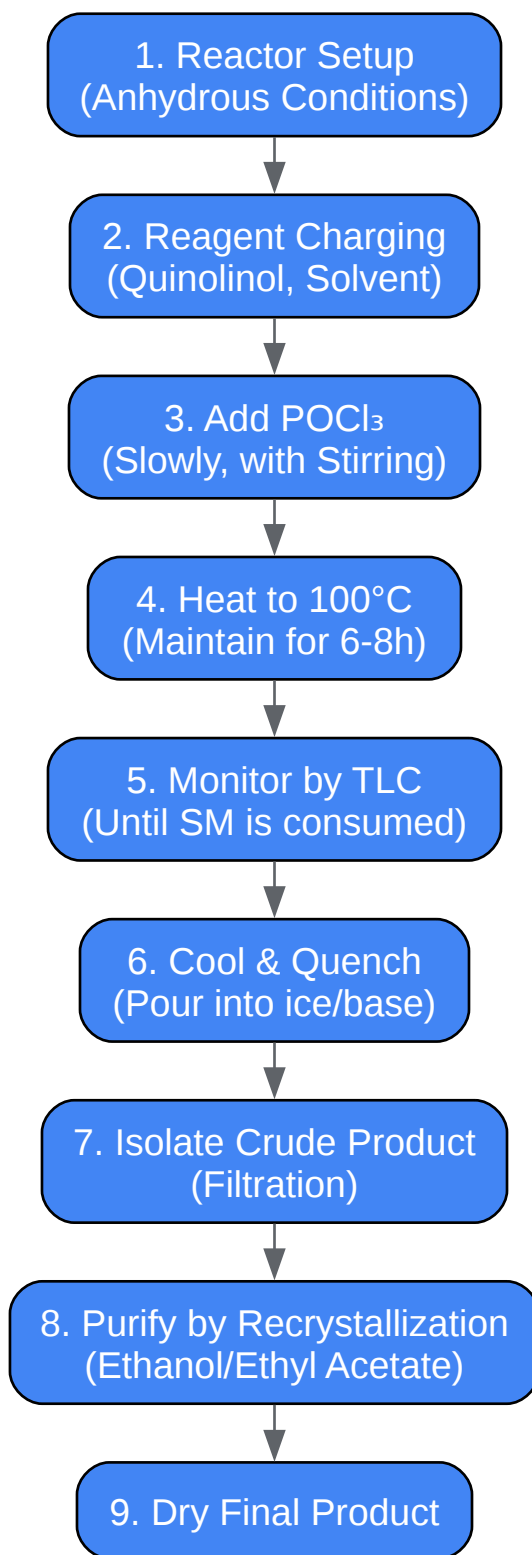 1. Reactor Setup
(Anhydrous Conditions)
2. Reagent Charging
(Quinolinol, Solvent)
3. Add POCl₃
(Slowly, with Stirring)
4. Heat to 100°C
(Maintain for 6-8h)
5. Monitor by TLC
(Until SM is consumed)
6. Cool & Quench
(Pour into ice/base)
7. Isolate Crude Product
(Filtration)
8. Purify by Recrystallization
(Ethanol/Ethyl Acetate)
9. Dry Final Product